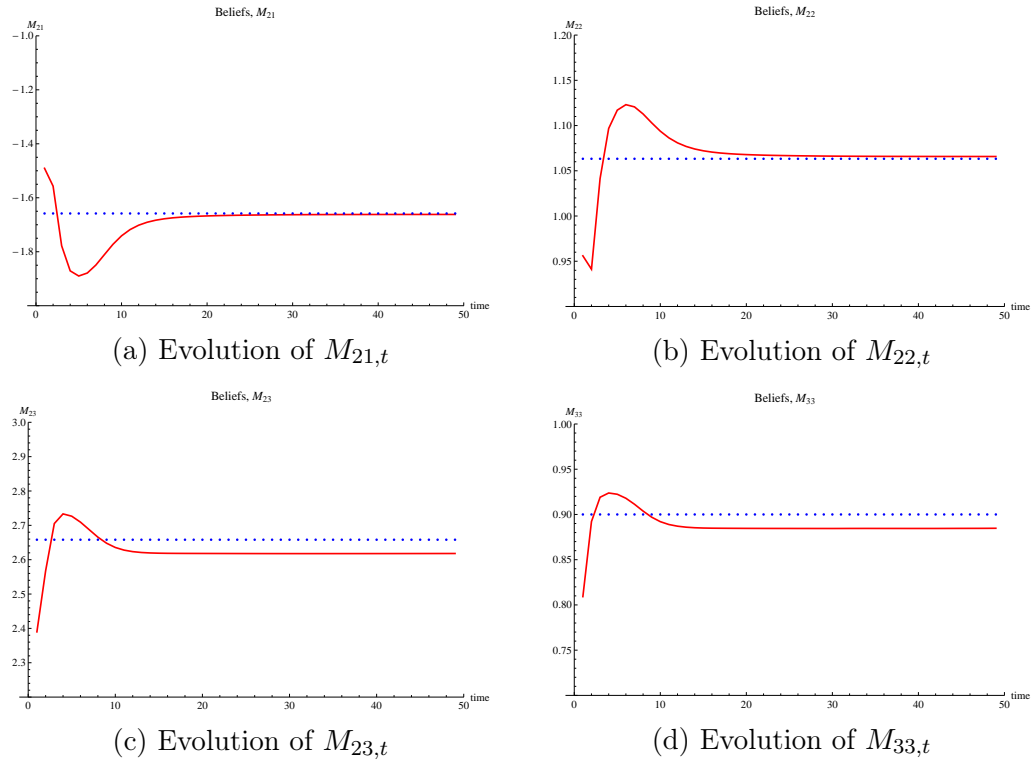 Beliefs, M21
M21
−1.0
−1.2
−1.4
−1.6
−1.8
0 10 20 30 40 50 time
(a) Evolution of M21,t
Beliefs, M22
M22
1.20
1.15
1.10
1.05
1.00
0.95
0 10 20 30 40 50 time
(b) Evolution of M22,t
Beliefs, M23
M23
3.0
2.9
2.8
2.7
2.6
2.5
2.4
2.3
0 10 20 30 40 50 time
(c) Evolution of M23,t
Beliefs, M33
M33
1.00
0.95
0.90
0.85
0.80
0.75
0 10 20 30 40 50 time
(d) Evolution of M33,t